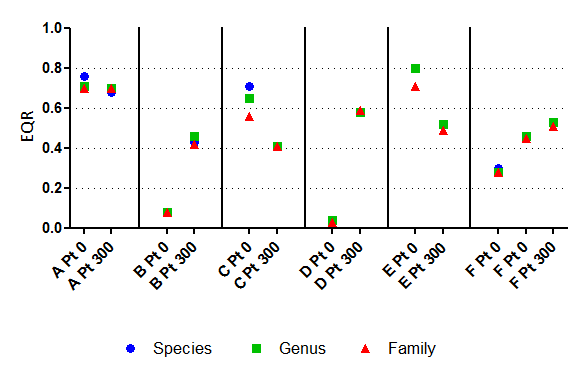 1.0
0.8
0.6
0.4
0.2
0.0
EQR
A Pt 0
A Pt 300
B Pt 0
B Pt 300
C Pt 0
C Pt 300
D Pt 0
D Pt 300
E Pt 0
E Pt 300
F Pt 0
F Pt 0
F Pt 300
Species Genus Family